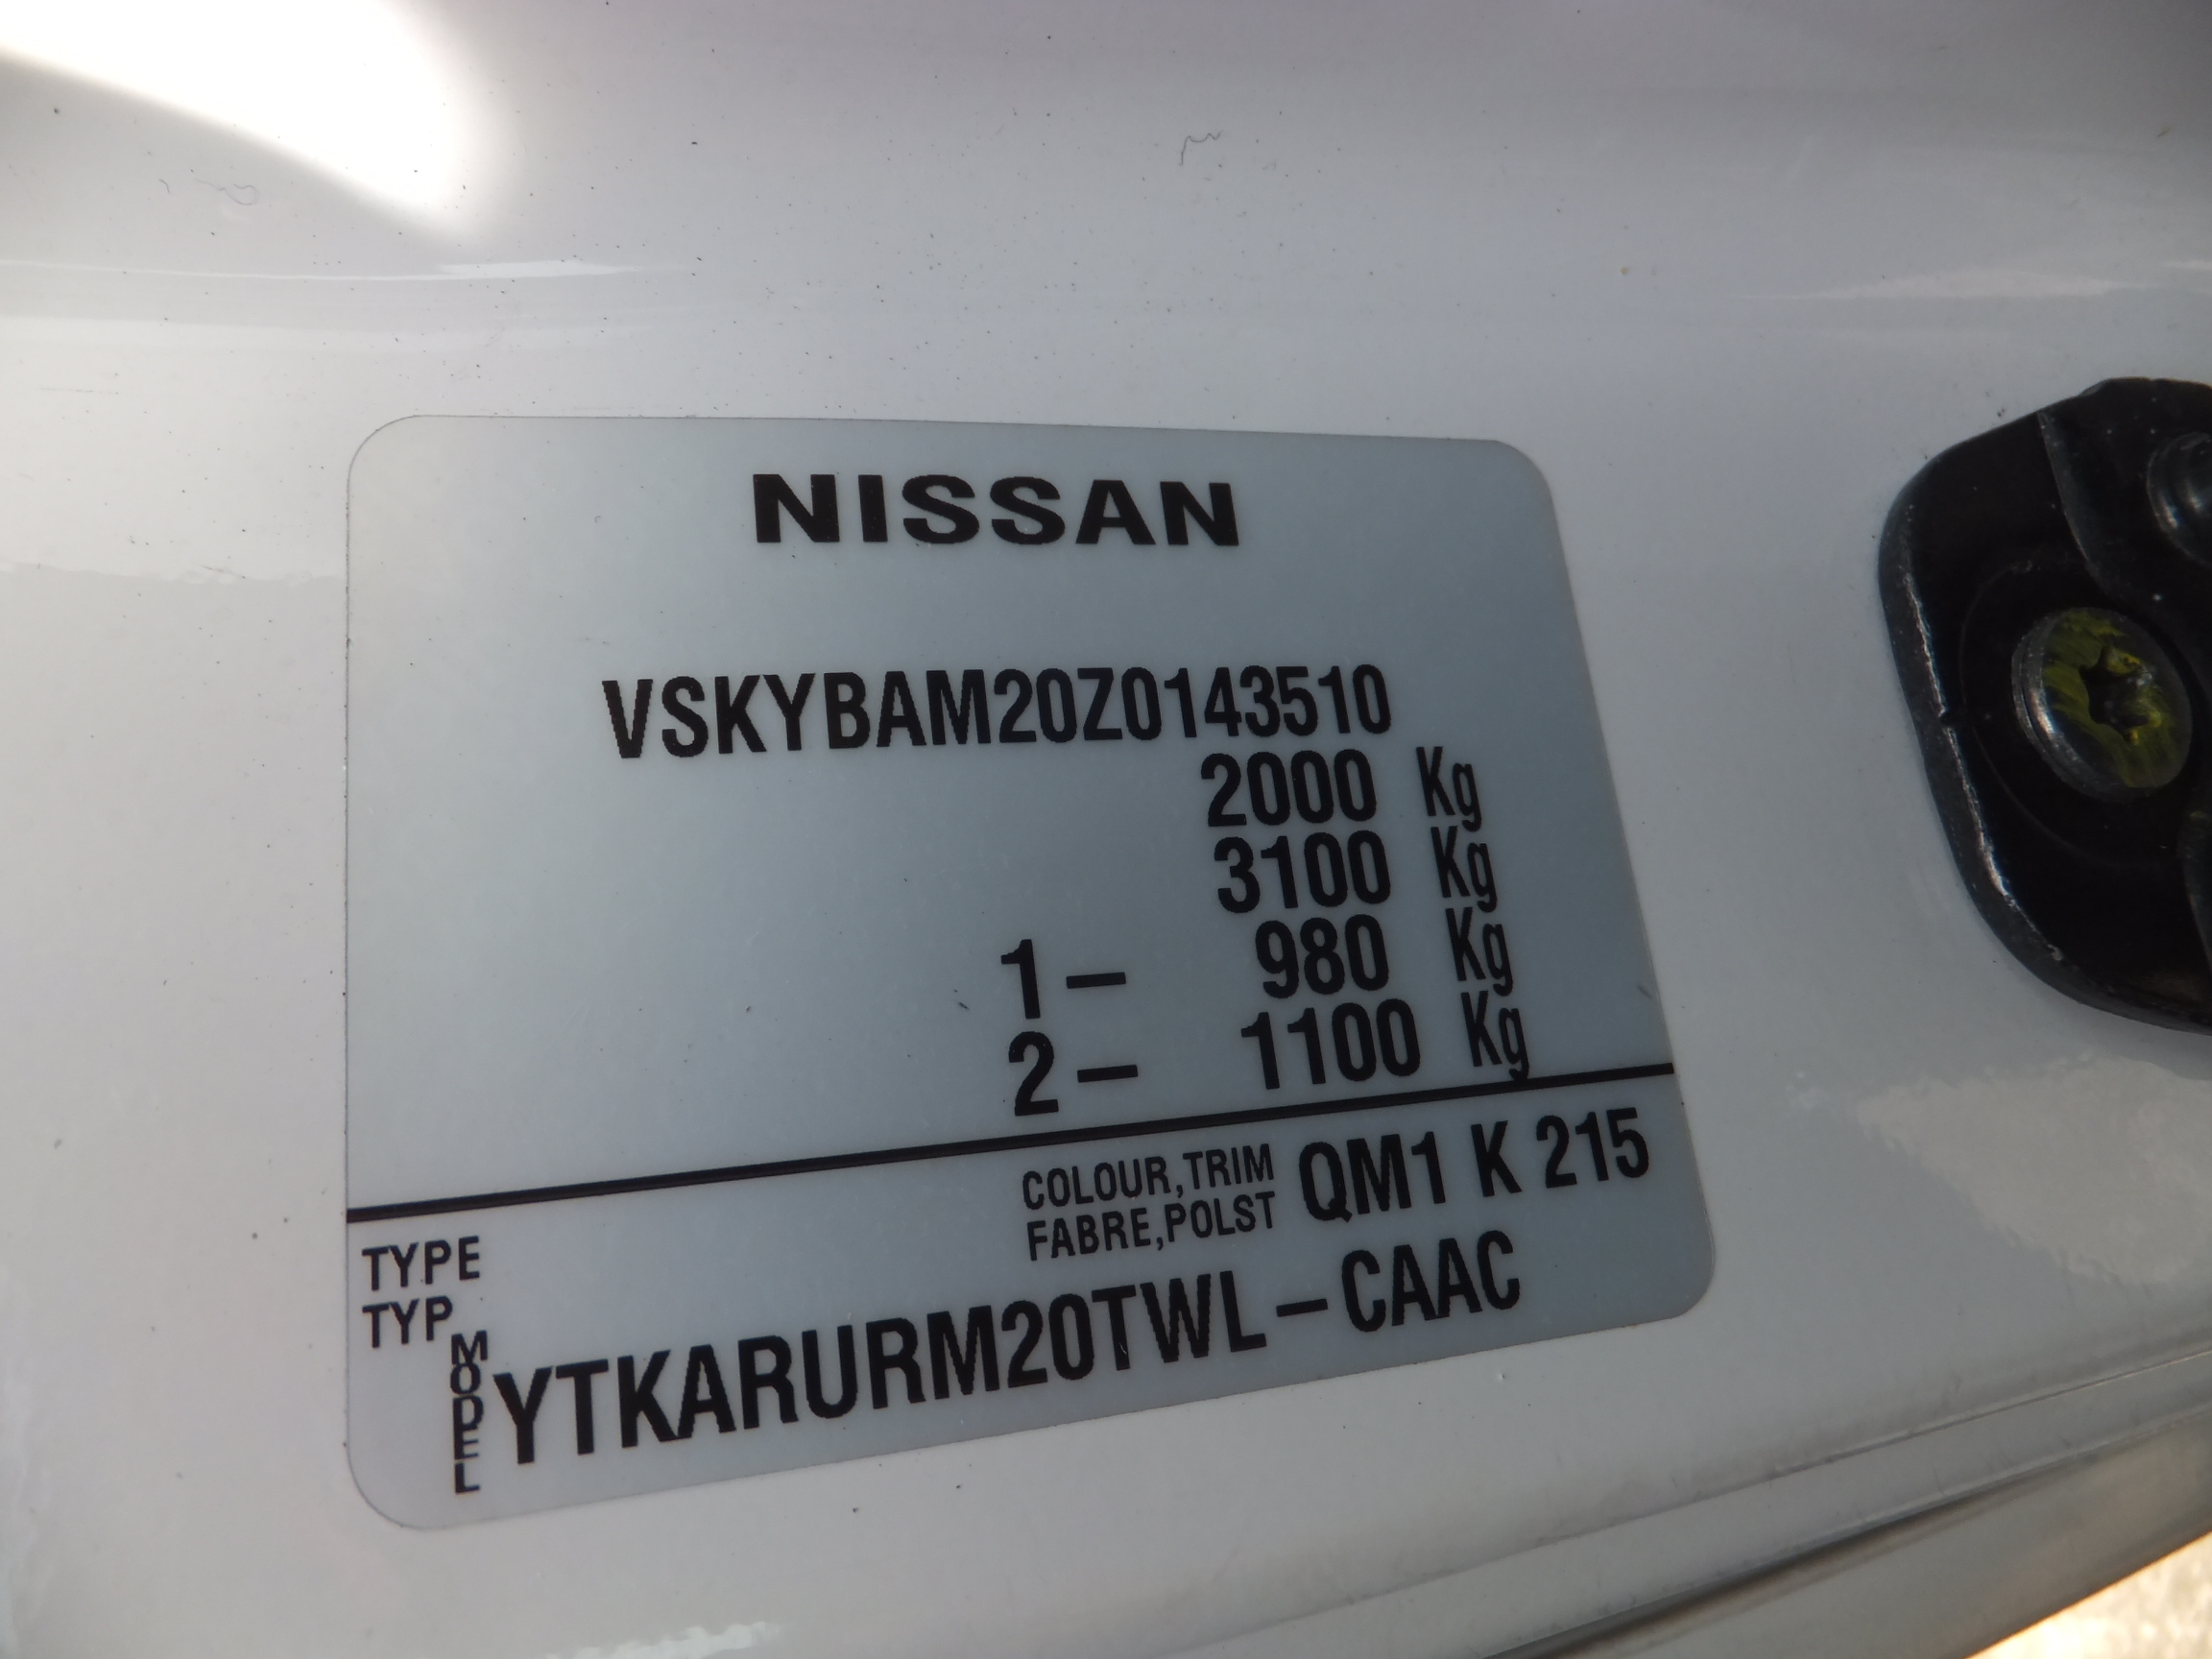 NISSAN
VSKYBAM20Z0143510
2000 Kg
3100 Kg
1– 980 Kg
2– 1100 Kg
COLOUR,TRIM QM1 K 215
FABRE,POLST
TYPE
TYP
MODEL YTKARURM20TWL–CAAC